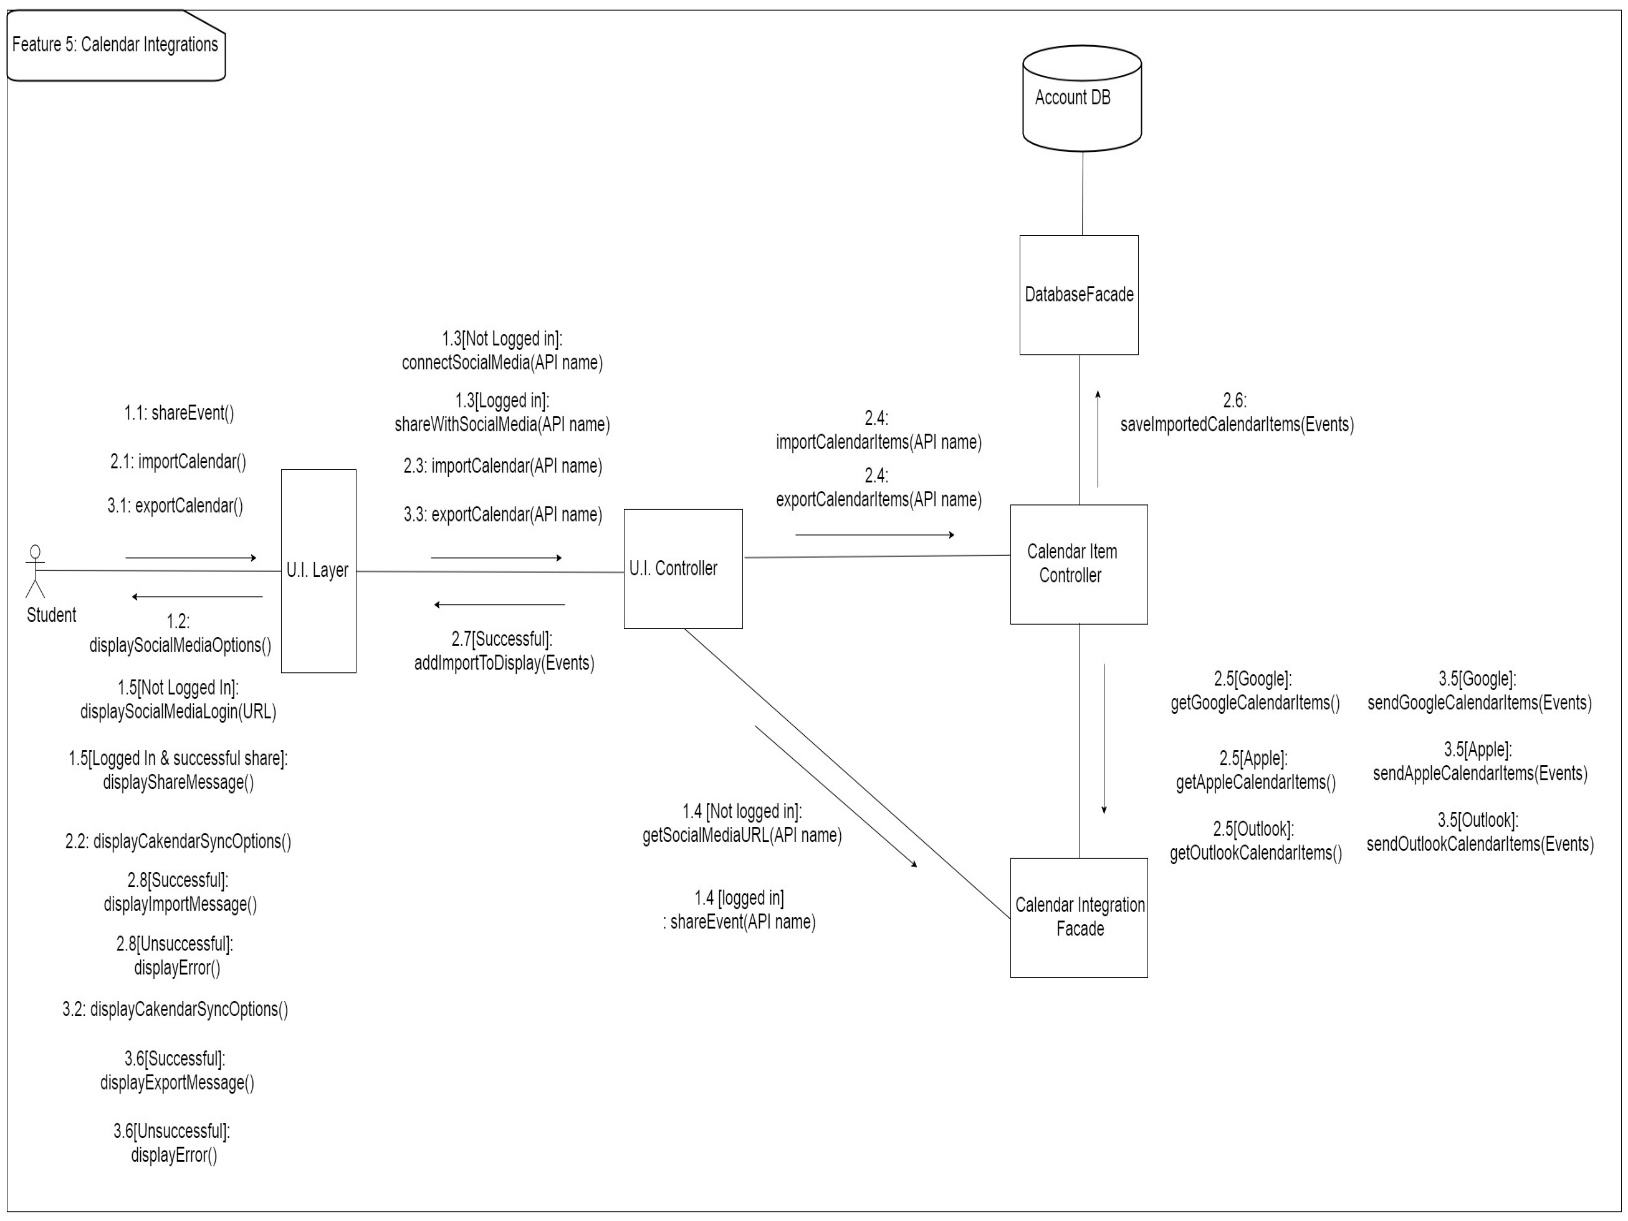 Feature 5: Calendar Integrations
Account DB
DatabaseFacade
1.3[Not Logged in]:
connectSocialMedia(API name)
1.3[Logged in]:
shareWithSocialMedia(API name)
2.3: importCalendar(API name)
3.3: exportCalendar(API name)
1.1: shareEvent()
2.1: importCalendar()
3.1: exportCalendar()
2.4:
importCalendarItems(API name)
2.4:
exportCalendarItems(API name)
2.6:
saveImportedCalendarItems(Events)
Student
U.I. Layer
U.I. Controller
Calendar Item
Controller
1.2:
displaySocialMediaOptions()
1.5[Not Logged In]:
displaySocialMediaLogin(URL)
1.5[Logged In & successful share]:
displayShareMessage()
2.2: displayCakendarSyncOptions()
2.8[Successful]:
displayImportMessage()
2.8[Unsuccessful]:
displayError()
3.2: displayCakendarSyncOptions()
3.6[Successful]:
displayExportMessage()
3.6[Unsuccessful]:
displayError()
2.7[Successful]:
addImportToDisplay(Events)
1.4 [Not logged in]:
getSocialMediaURL(API name)
1.4 [logged in]
: shareEvent(API name)
2.5[Google]:
getGoogleCalendarItems()
2.5[Apple]:
getAppleCalendarItems()
2.5[Outlook]:
getOutlookCalendarItems()
3.5[Google]:
sendGoogleCalendarItems(Events)
3.5[Apple]:
sendAppleCalendarItems(Events)
3.5[Outlook]:
sendOutlookCalendarItems(Events)
Calendar Integration
Facade